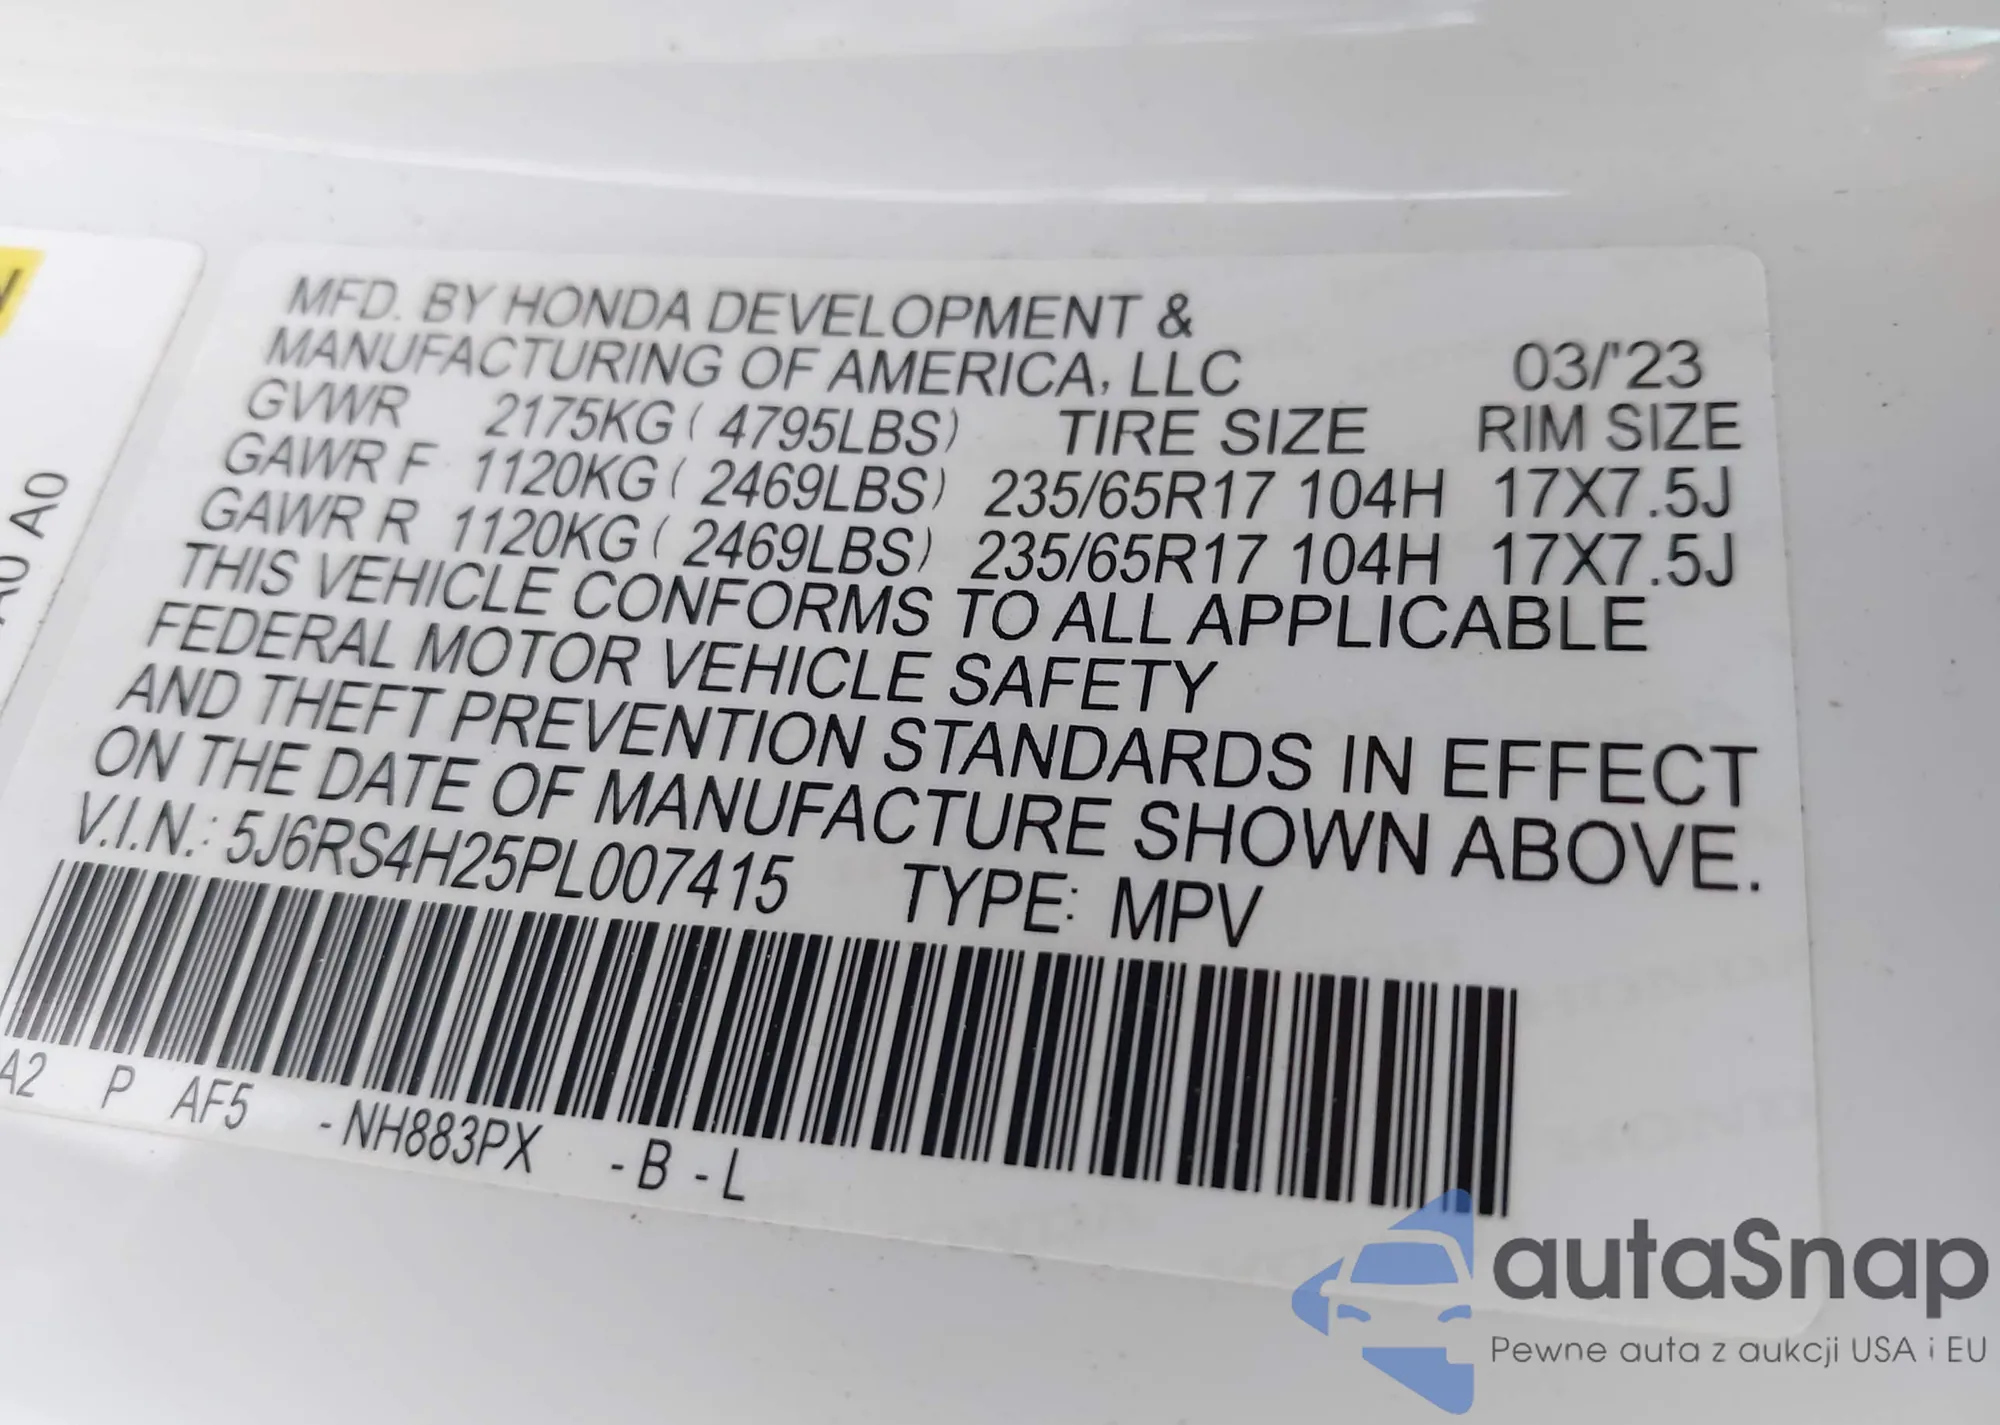 MFD. BY HONDA DEVELOPMENT &
MANUFACTURING OF AMERICA, LLC 03/'23
GVWR 2175KG ( 4795LBS) TIRE SIZE RIM SIZE
GAWR F 1120KG ( 2469LBS) 235/65R17 104H 17X7.5J
GAWR R 1120KG ( 2469LBS) 235/65R17 104H 17X7.5J
THIS VEHICLE CONFORMS TO ALL APPLICABLE
FEDERAL MOTOR VEHICLE SAFETY
AND THEFT PREVENTION STANDARDS IN EFFECT
ON THE DATE OF MANUFACTURE SHOWN ABOVE.
V.I.N.: 5J6RS4H25PL007415 TYPE: MPV
A2 P AF5 -NH883PX -B -L
A0 A0
autaSnap
Pewne auta z aukcji USA i EU